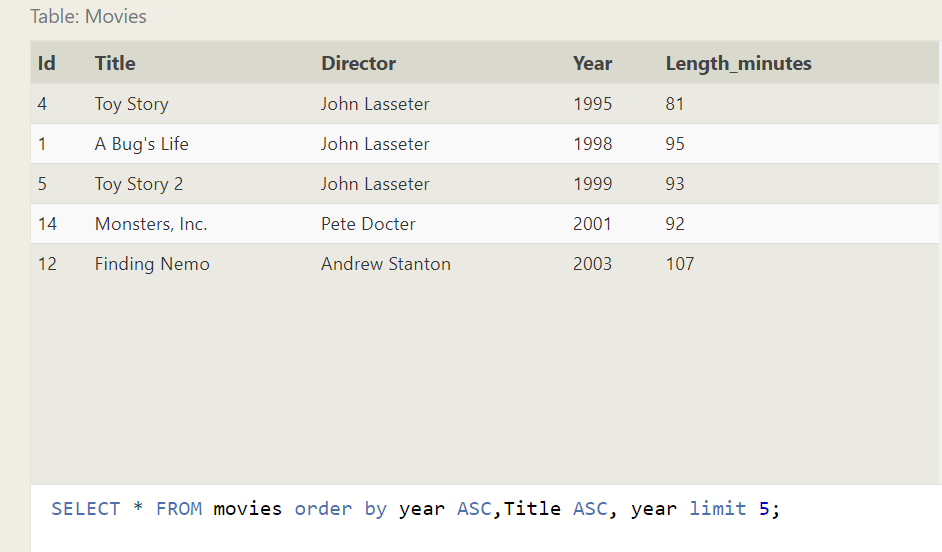 Table: Movies
Id Title Director Year Length_minutes
4 Toy Story John Lasseter 1995 81
1 A Bug's Life John Lasseter 1998 95
5 Toy Story 2 John Lasseter 1999 93
14 Monsters, Inc. Pete Docter 2001 92
12 Finding Nemo Andrew Stanton 2003 107
SELECT * FROM movies order by year ASC,Title ASC, year limit 5;